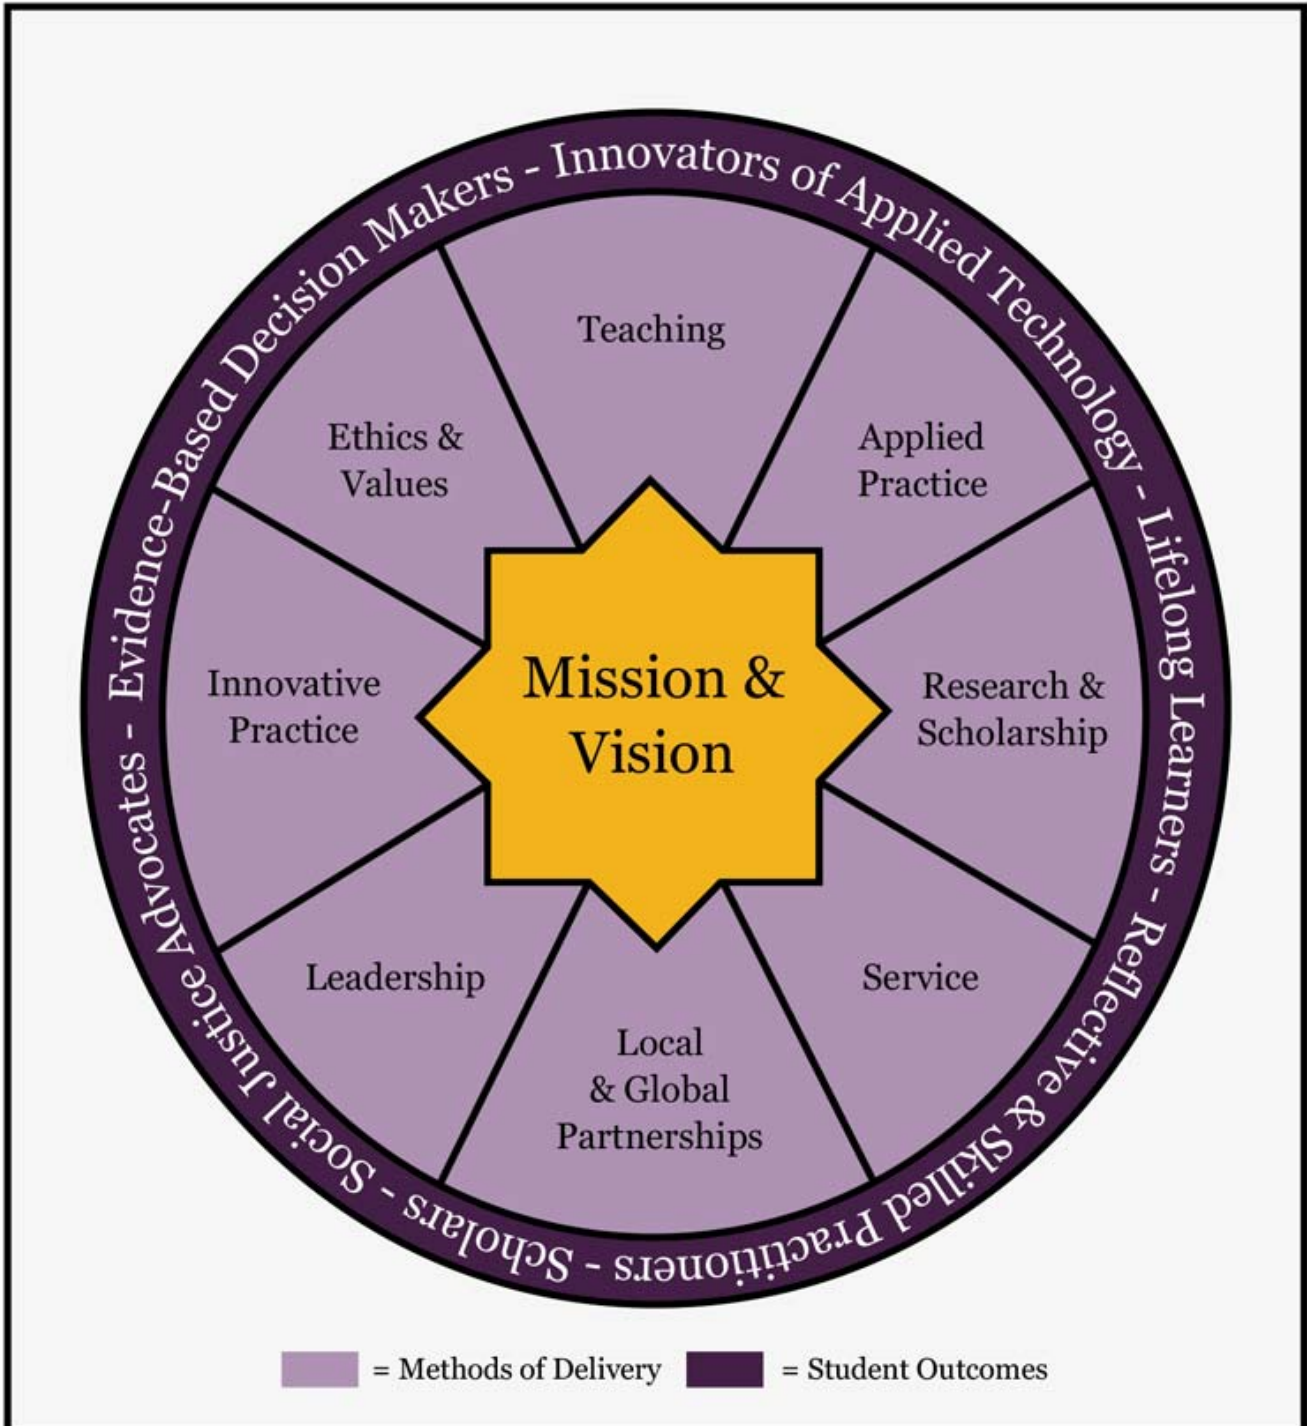 Evidence-Based Decision Makers - Innovators of Applied Technology - Lifelong Learners - Reflective & Skilled Practitioners - Scholars - Social Justice Advocates -
Teaching
Applied
Practice
Research &
Scholarship
Service
Local
& Global
Partnerships
Leadership
Innovative
Practice
Ethics &
Values
Mission &
Vision
= Methods of Delivery
= Student Outcomes